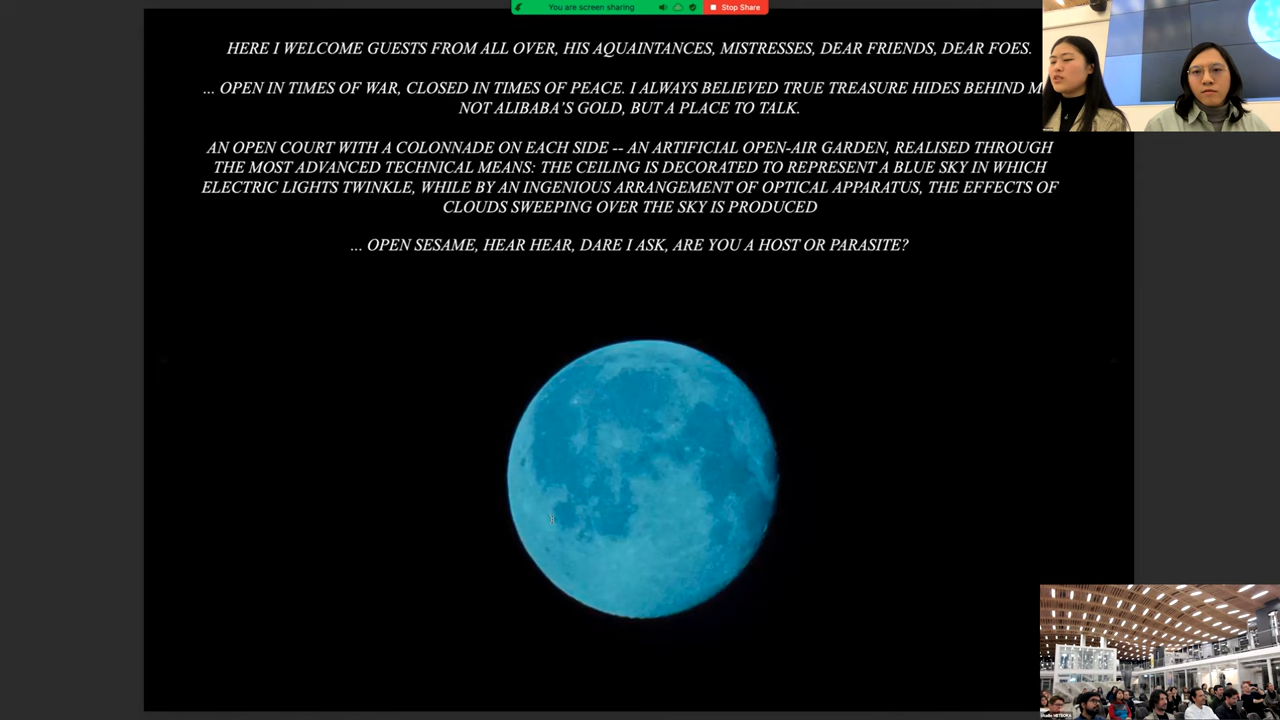 You are screen sharing
Stop Share
HERE I WELCOME GUESTS FROM ALL OVER, HIS AQUAINTANCES, MISTRESSES, DEAR FRIENDS, DEAR FOES.
... OPEN IN TIMES OF WAR, CLOSED IN TIMES OF PEACE. I ALWAYS BELIEVED TRUE TREASURE HIDES BEHIND
NOT ALIBABA'S GOLD, BUT A PLACE TO TALK.
AN OPEN COURT WITH A COLONNADE ON EACH SIDE -- AN ARTIFICIAL OPEN-AIR GARDEN, REALISED THROUGH
THE MOST ADVANCED TECHNICAL MEANS: THE CEILING IS DECORATED TO REPRESENT A BLUE SKY IN WHICH
ELECTRIC LIGHTS TWINKLE, WHILE BY AN INGENIOUS ARRANGEMENT OF OPTICAL APPARATUS, THE EFFECTS OF
CLOUDS SWEEPING OVER THE SKY IS PRODUCED
... OPEN SESAME, HEAR HEAR, DARE I ASK, ARE YOU A HOST OR PARASITE?